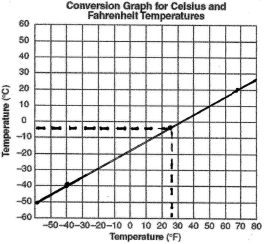 Conversion Graph for Celsius and
Fahrenheit Temperatures
Temperature (°C)
60
50
40
30
20
10
0
-10
-20
-30
-40
-50
-60
-50 -40 -30 -20 -10 0 10 20 30 40 50 60 70 80
Temperature (°F)